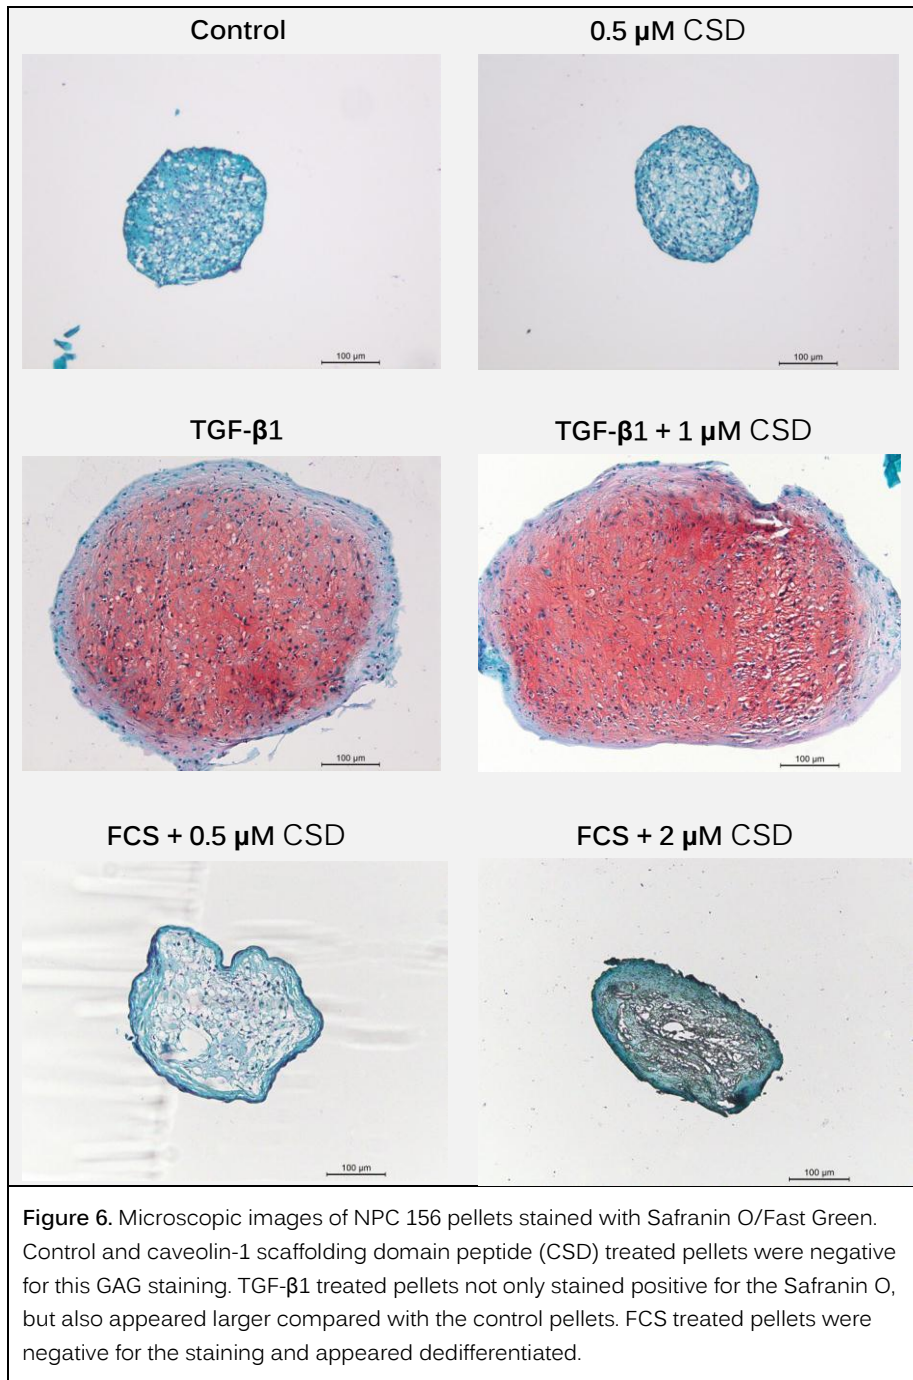 Control
0.5 µM CSD
100 µm
100 µm
TGF-β1
TGF-β1 + 1 µM CSD
100 µm
100 µm
FCS + 0.5 µM CSD
FCS + 2 µM CSD
100 µm
100 µm
Figure 6. Microscopic images of NPC 156 pellets stained with Safranin O/Fast Green.
Control and caveolin-1 scaffolding domain peptide (CSD) treated pellets were negative
for this GAG staining. TGF-β1 treated pellets not only stained positive for the Safranin O,
but also appeared larger compared with the control pellets. FCS treated pellets were
negative for the staining and appeared dedifferentiated.